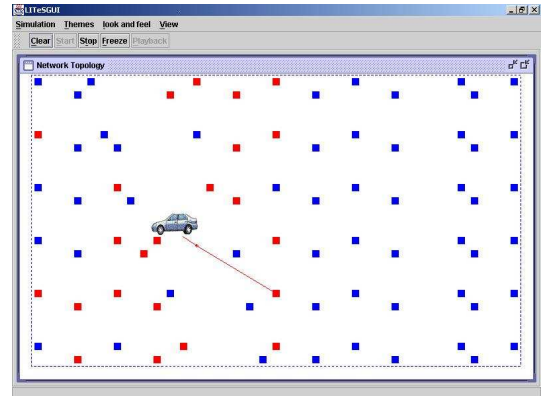 LITeSGUI
Simulation Themes look and feel View
Clear Start Stop Freeze Playback
Network Topology